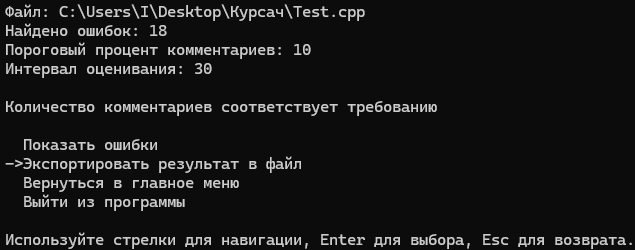 Файл: C:\Users\I\Desktop\Курсач\Test.cpp
Найдено ошибок: 18
Пороговый процент комментариев: 10
Интервал оценивания: 30
Количество комментариев соответствует требованию
Показать ошибки
->Экспортировать результат в файл
Вернуться в главное меню
Выйти из программы
Используйте стрелки для навигации, Enter для выбора, Esc для возврата.